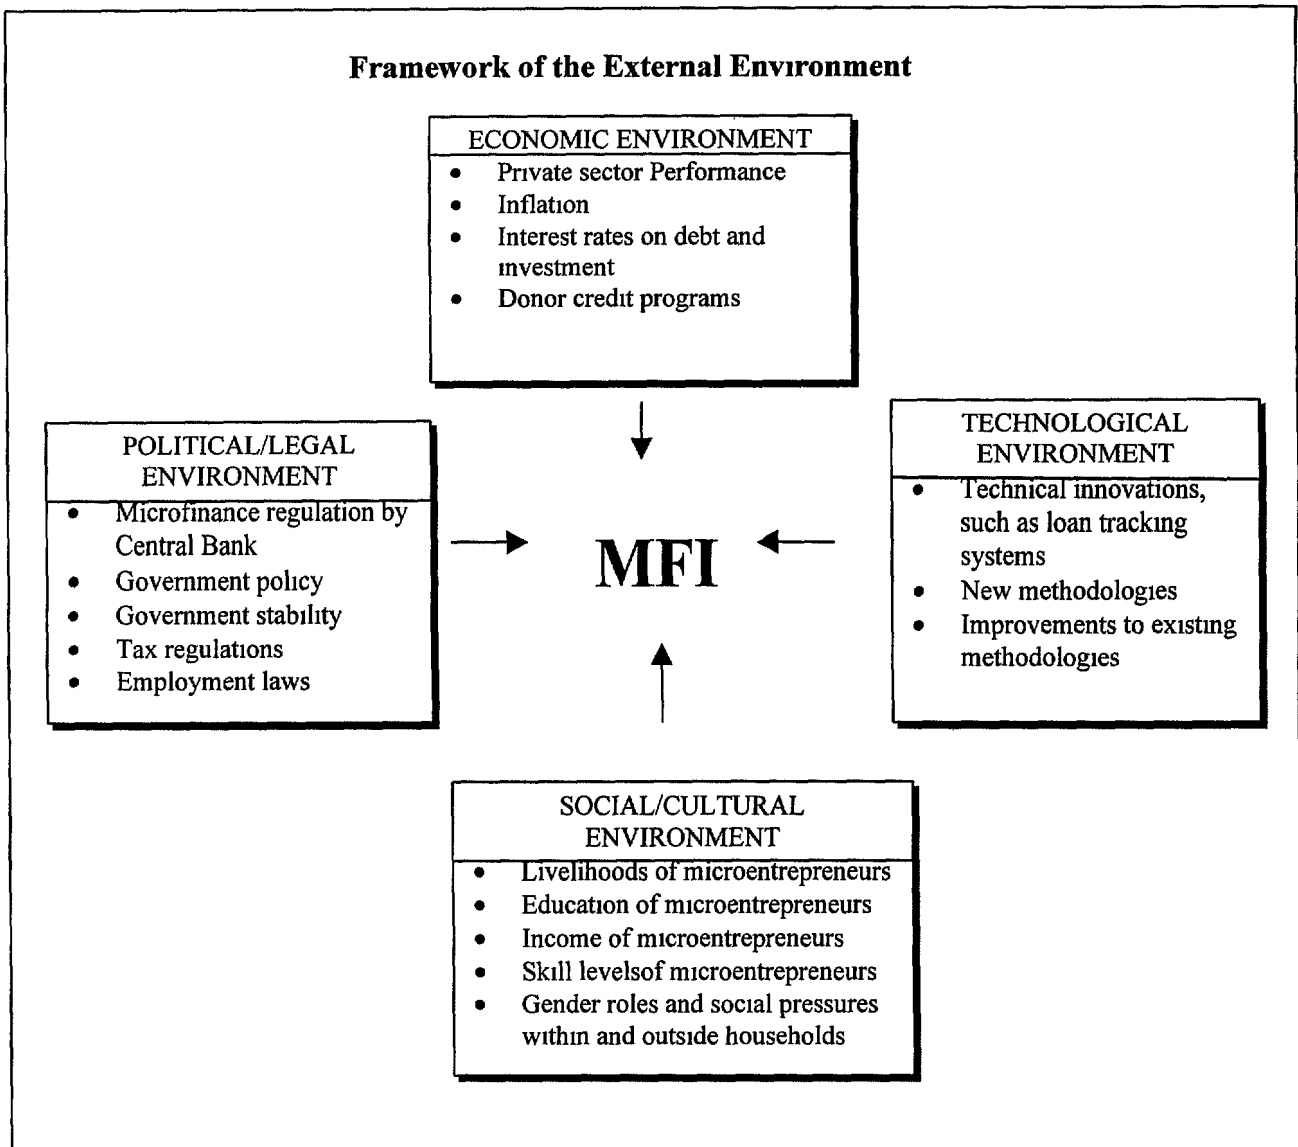 Framework of the External Environment
ECONOMIC ENVIRONMENT
• Private sector Performance
• Inflation
• Interest rates on debt and
investment
• Donor credit programs
POLITICAL/LEGAL
ENVIRONMENT
• Microfinance regulation by
Central Bank
• Government policy
• Government stability
• Tax regulations
• Employment laws
MFI
TECHNOLOGICAL
ENVIRONMENT
• Technical innovations,
such as loan tracking
systems
• New methodologies
• Improvements to existing
methodologies
SOCIAL/CULTURAL
ENVIRONMENT
• Livelihoods of microentrepreneurs
• Education of microentrepreneurs
• Income of microentrepreneurs
• Skill levelsof microentrepreneurs
• Gender roles and social pressures
within and outside households